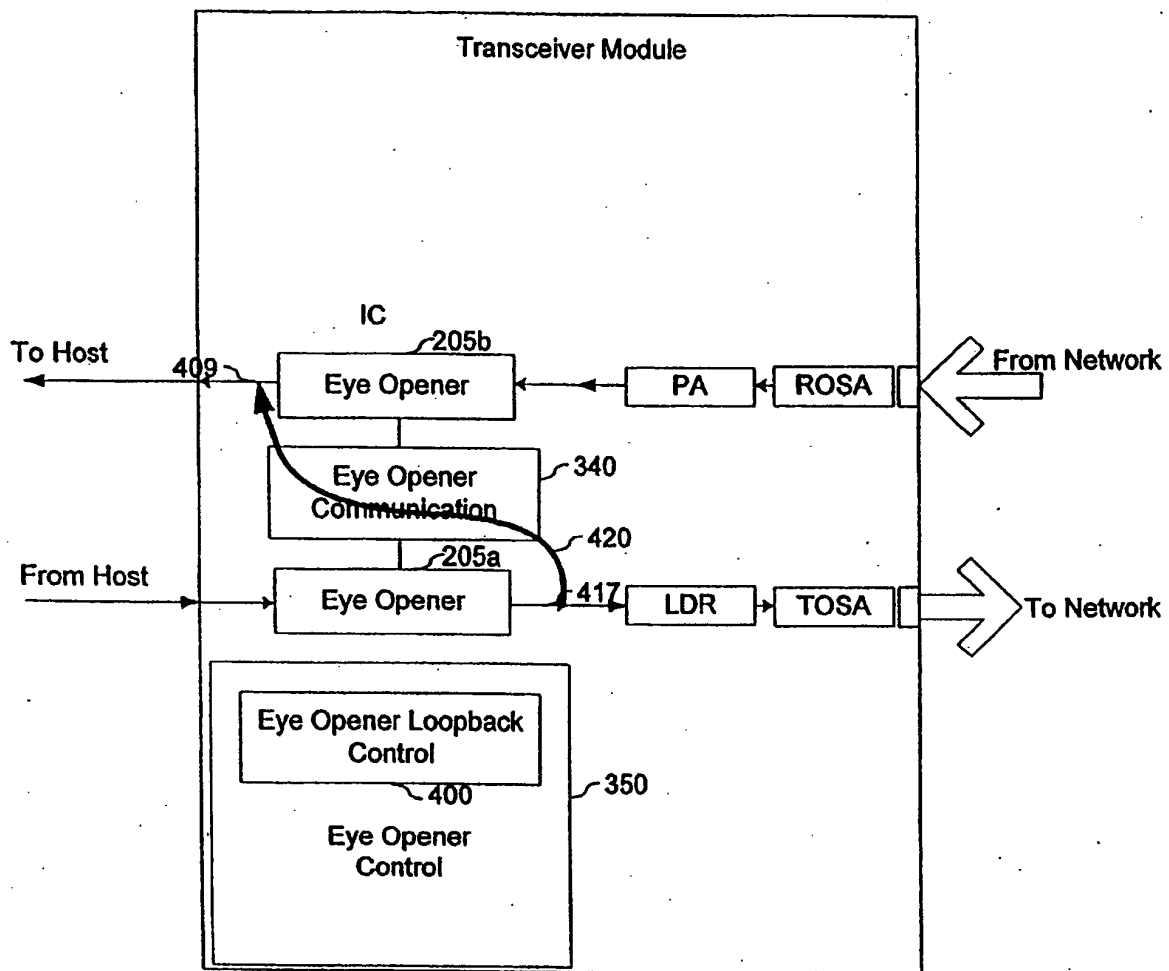 Transceiver Module
IC
To Host
409
205b
Eye Opener
PA
ROSA
From Network
Eye Opener
Communication
340
420
From Host
205a
Eye Opener
417
LDR
TOSA
To Network
Eye Opener Loopback
Control
400
350
Eye Opener
Control